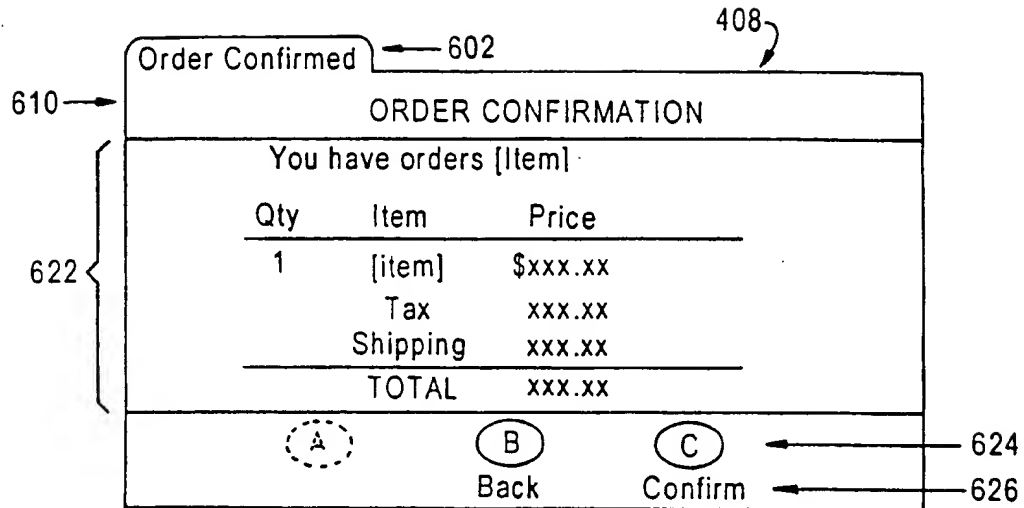 408
Order Confirmed 602
610 ORDER CONFIRMATION
You have orders [Item]
Qty Item Price
622
1 [item] $xxx.xx
Tax xxx.xx
Shipping xxx.xx
TOTAL xxx.xx
A B C 624
Back Confirm 626